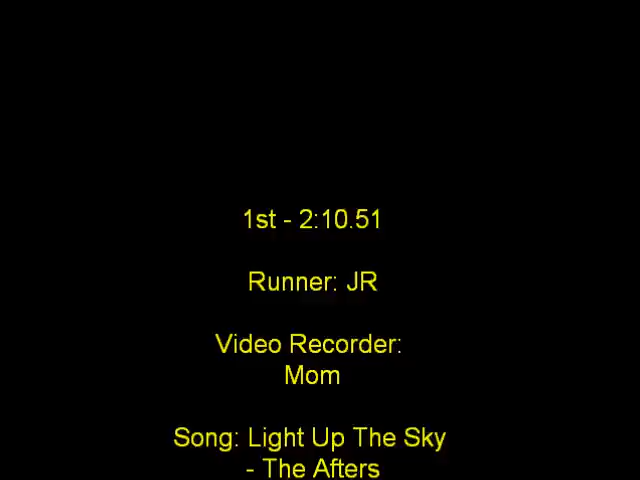 1st - 2:10.51
Runner: JR
Video Recorder:
Mom
Song: Light Up The Sky
- The Afters